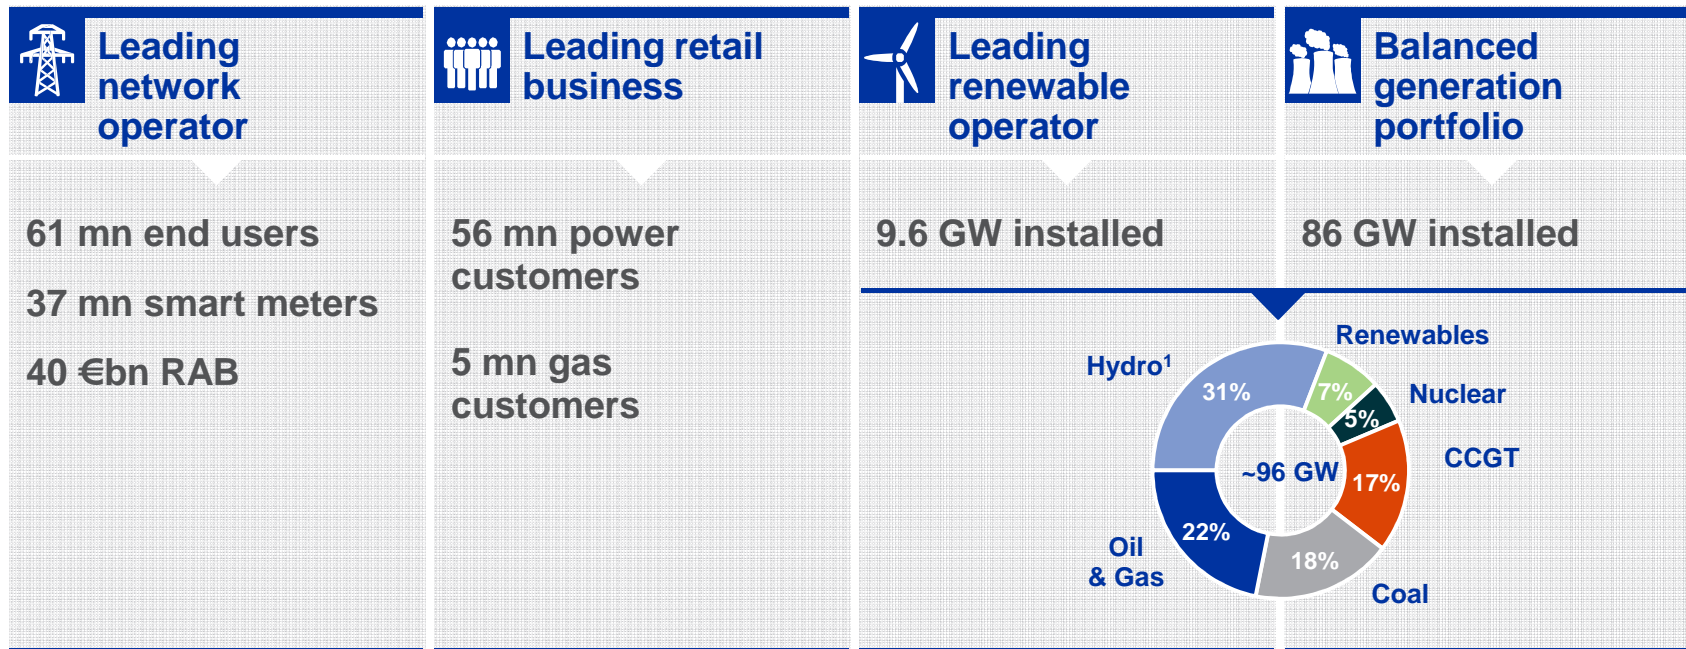 Leading
network
operator
61 mn end users
37 mn smart meters
40 €bn RAB
Leading retail
business
56 mn power
customers
5 mn gas
customers
Leading
renewable
operator
9.6 GW installed
Balanced
generation
portfolio
86 GW installed
Renewables
Hydro¹
31%
7%
Nuclear
5%
CCGT
~96 GW
17%
22%
Oil
& Gas
18%
Coal